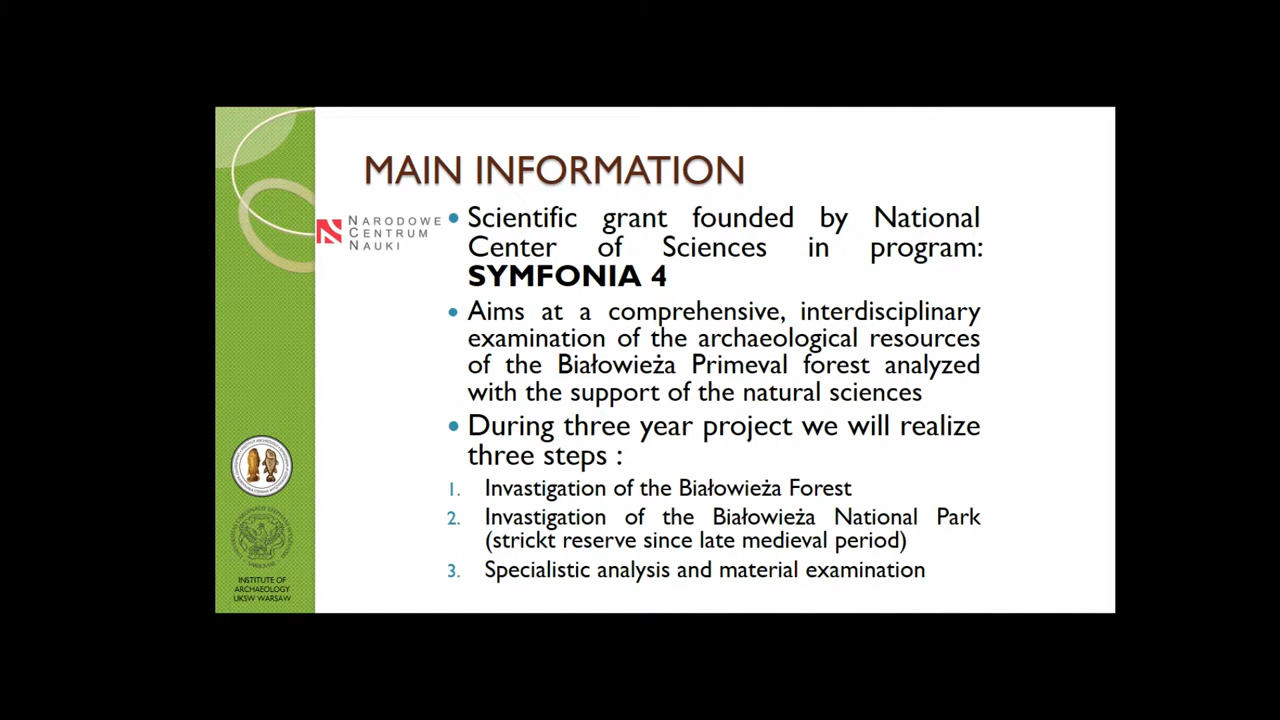 MAIN INFORMATION
NARODOWE
CENTRUM
NAUKI
• Scientific grant founded by National
Center of Sciences in program:
SYMFONIA 4
• Aims at a comprehensive, interdisciplinary
examination of the archaeological resources
of the Białowieża Primeval forest analyzed
with the support of the natural sciences
• During three year project we will realize
three steps :
1. Invastigation of the Białowieża Forest
2. Invastigation of the Białowieża National Park
(strickt reserve since late medieval period)
3. Specialistic analysis and material examination
INSTITUTE OF
ARCHAEOLOGY
UKSW WARSAW